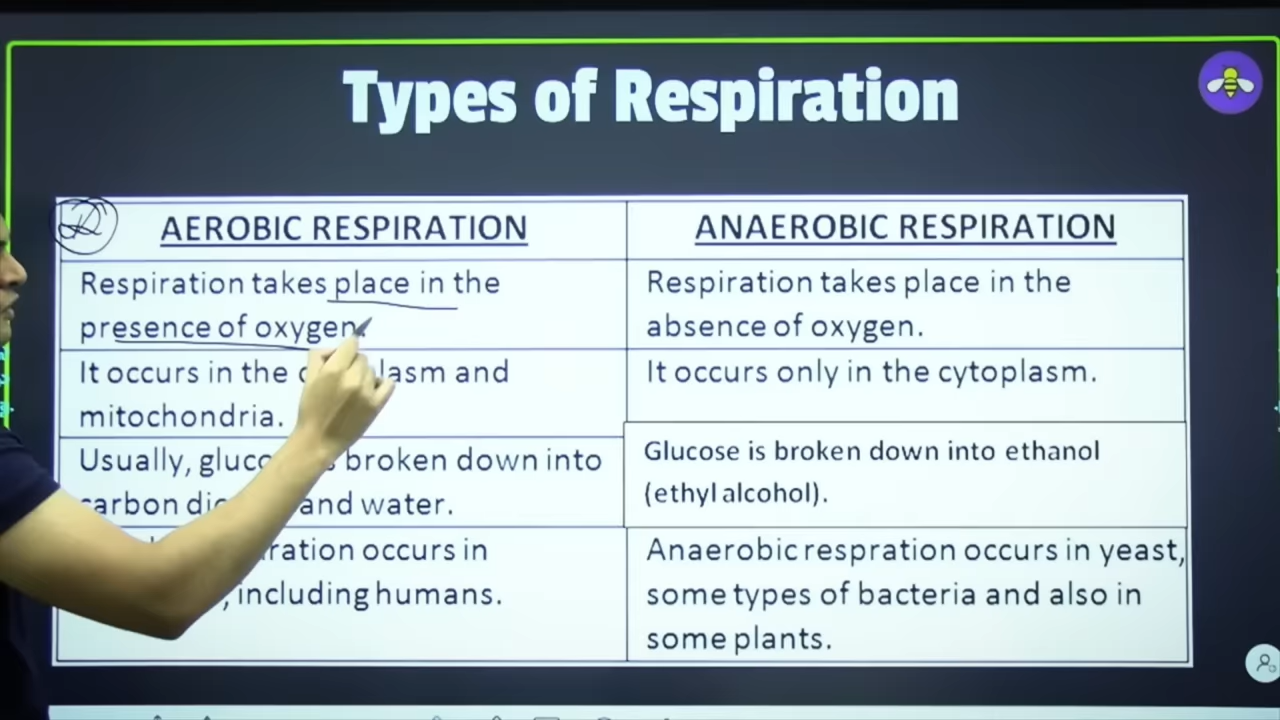 Types of Respiration
AEROBIC RESPIRATION
Respiration takes place in the
presence of oxygen.
It occurs in the and
mitochondria.
Usually, broken down into
and water.
occurs in
including humans.
ANAEROBIC RESPIRATION
Respiration takes place in the
absence of oxygen.
It occurs only in the cytoplasm.
Glucose is broken down into ethanol
(ethyl alcohol).
Anaerobic respration occurs in yeast,
some types of bacteria and also in
some plants.